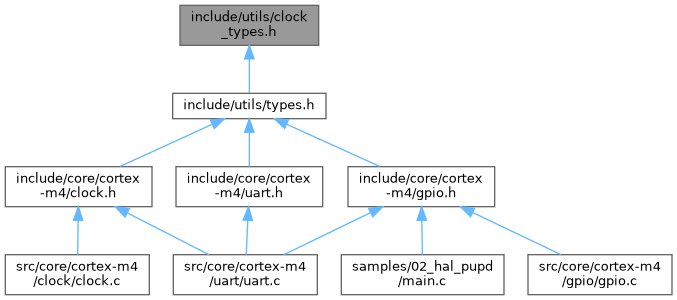 include/utils/clock
_types.h
include/utils/types.h
include/core/cortex
-m4/clock.h
include/core/cortex
-m4/uart.h
include/core/cortex
-m4/gpio.h
src/core/cortex-m4
/clock/clock.c
src/core/cortex-m4
/uart/uart.c
samples/02_hal_pupd
/main.c
src/core/cortex-m4
/gpio/gpio.c